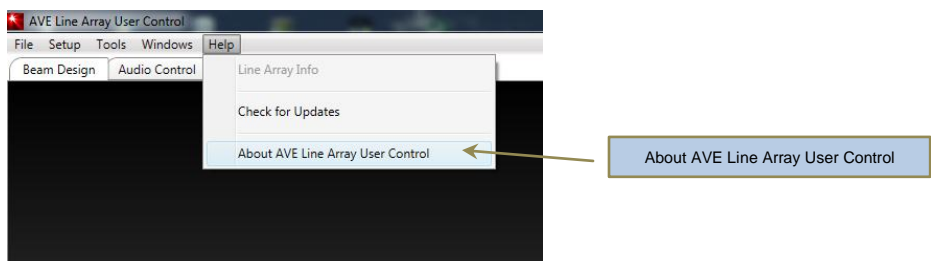 AVE Line Array User Control
File Setup Tools Windows Help
Beam Design Audio Control
Line Array Info
Check for Updates
About AVE Line Array User Control
About AVE Line Array User Control